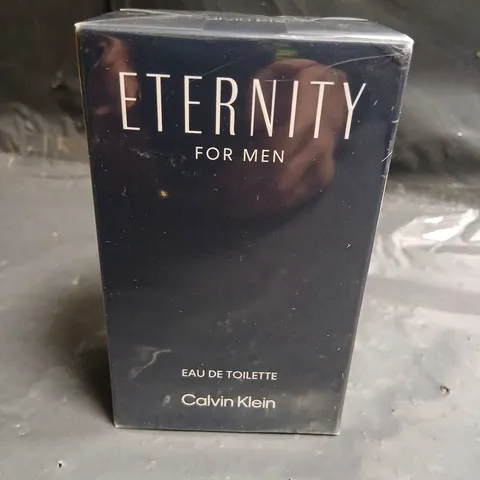 ETERNITY
FOR MEN
EAU DE TOILETTE
Calvin Klein